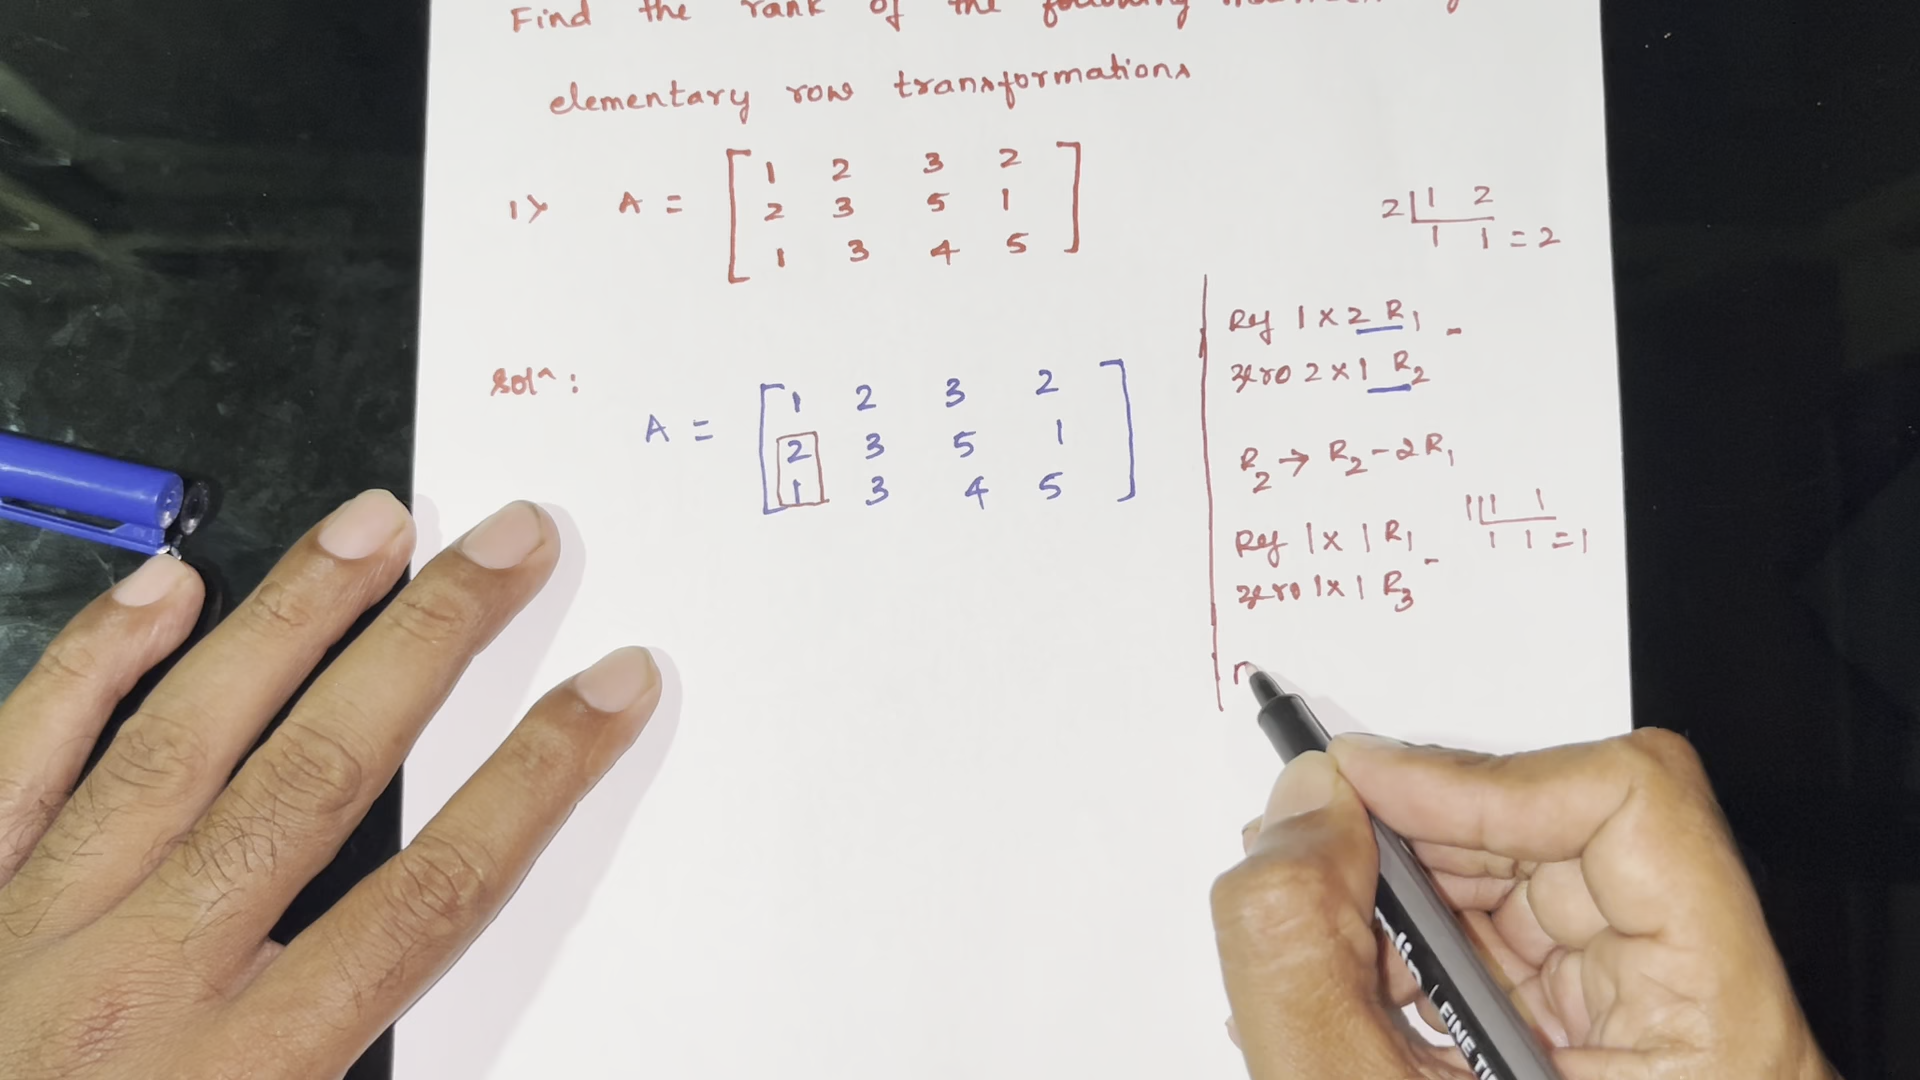 Find the rank of the following
elementary row transformations
1> A = [ 1 2 3 2
2 3 5 1
1 3 4 5 ]
2 | 1 2
1 1 = 2
Ref 1 x 2 R1 -
zero 2 x 1 R2
Soln :
A = [ 1 2 3 2
2 3 5 1
1 3 4 5 ]
R2 → R2 - 2R1
Ref 1 x 1 R1 -
zero 1 x 1 R3
1 | 1 1
1 1 = 1
FINE